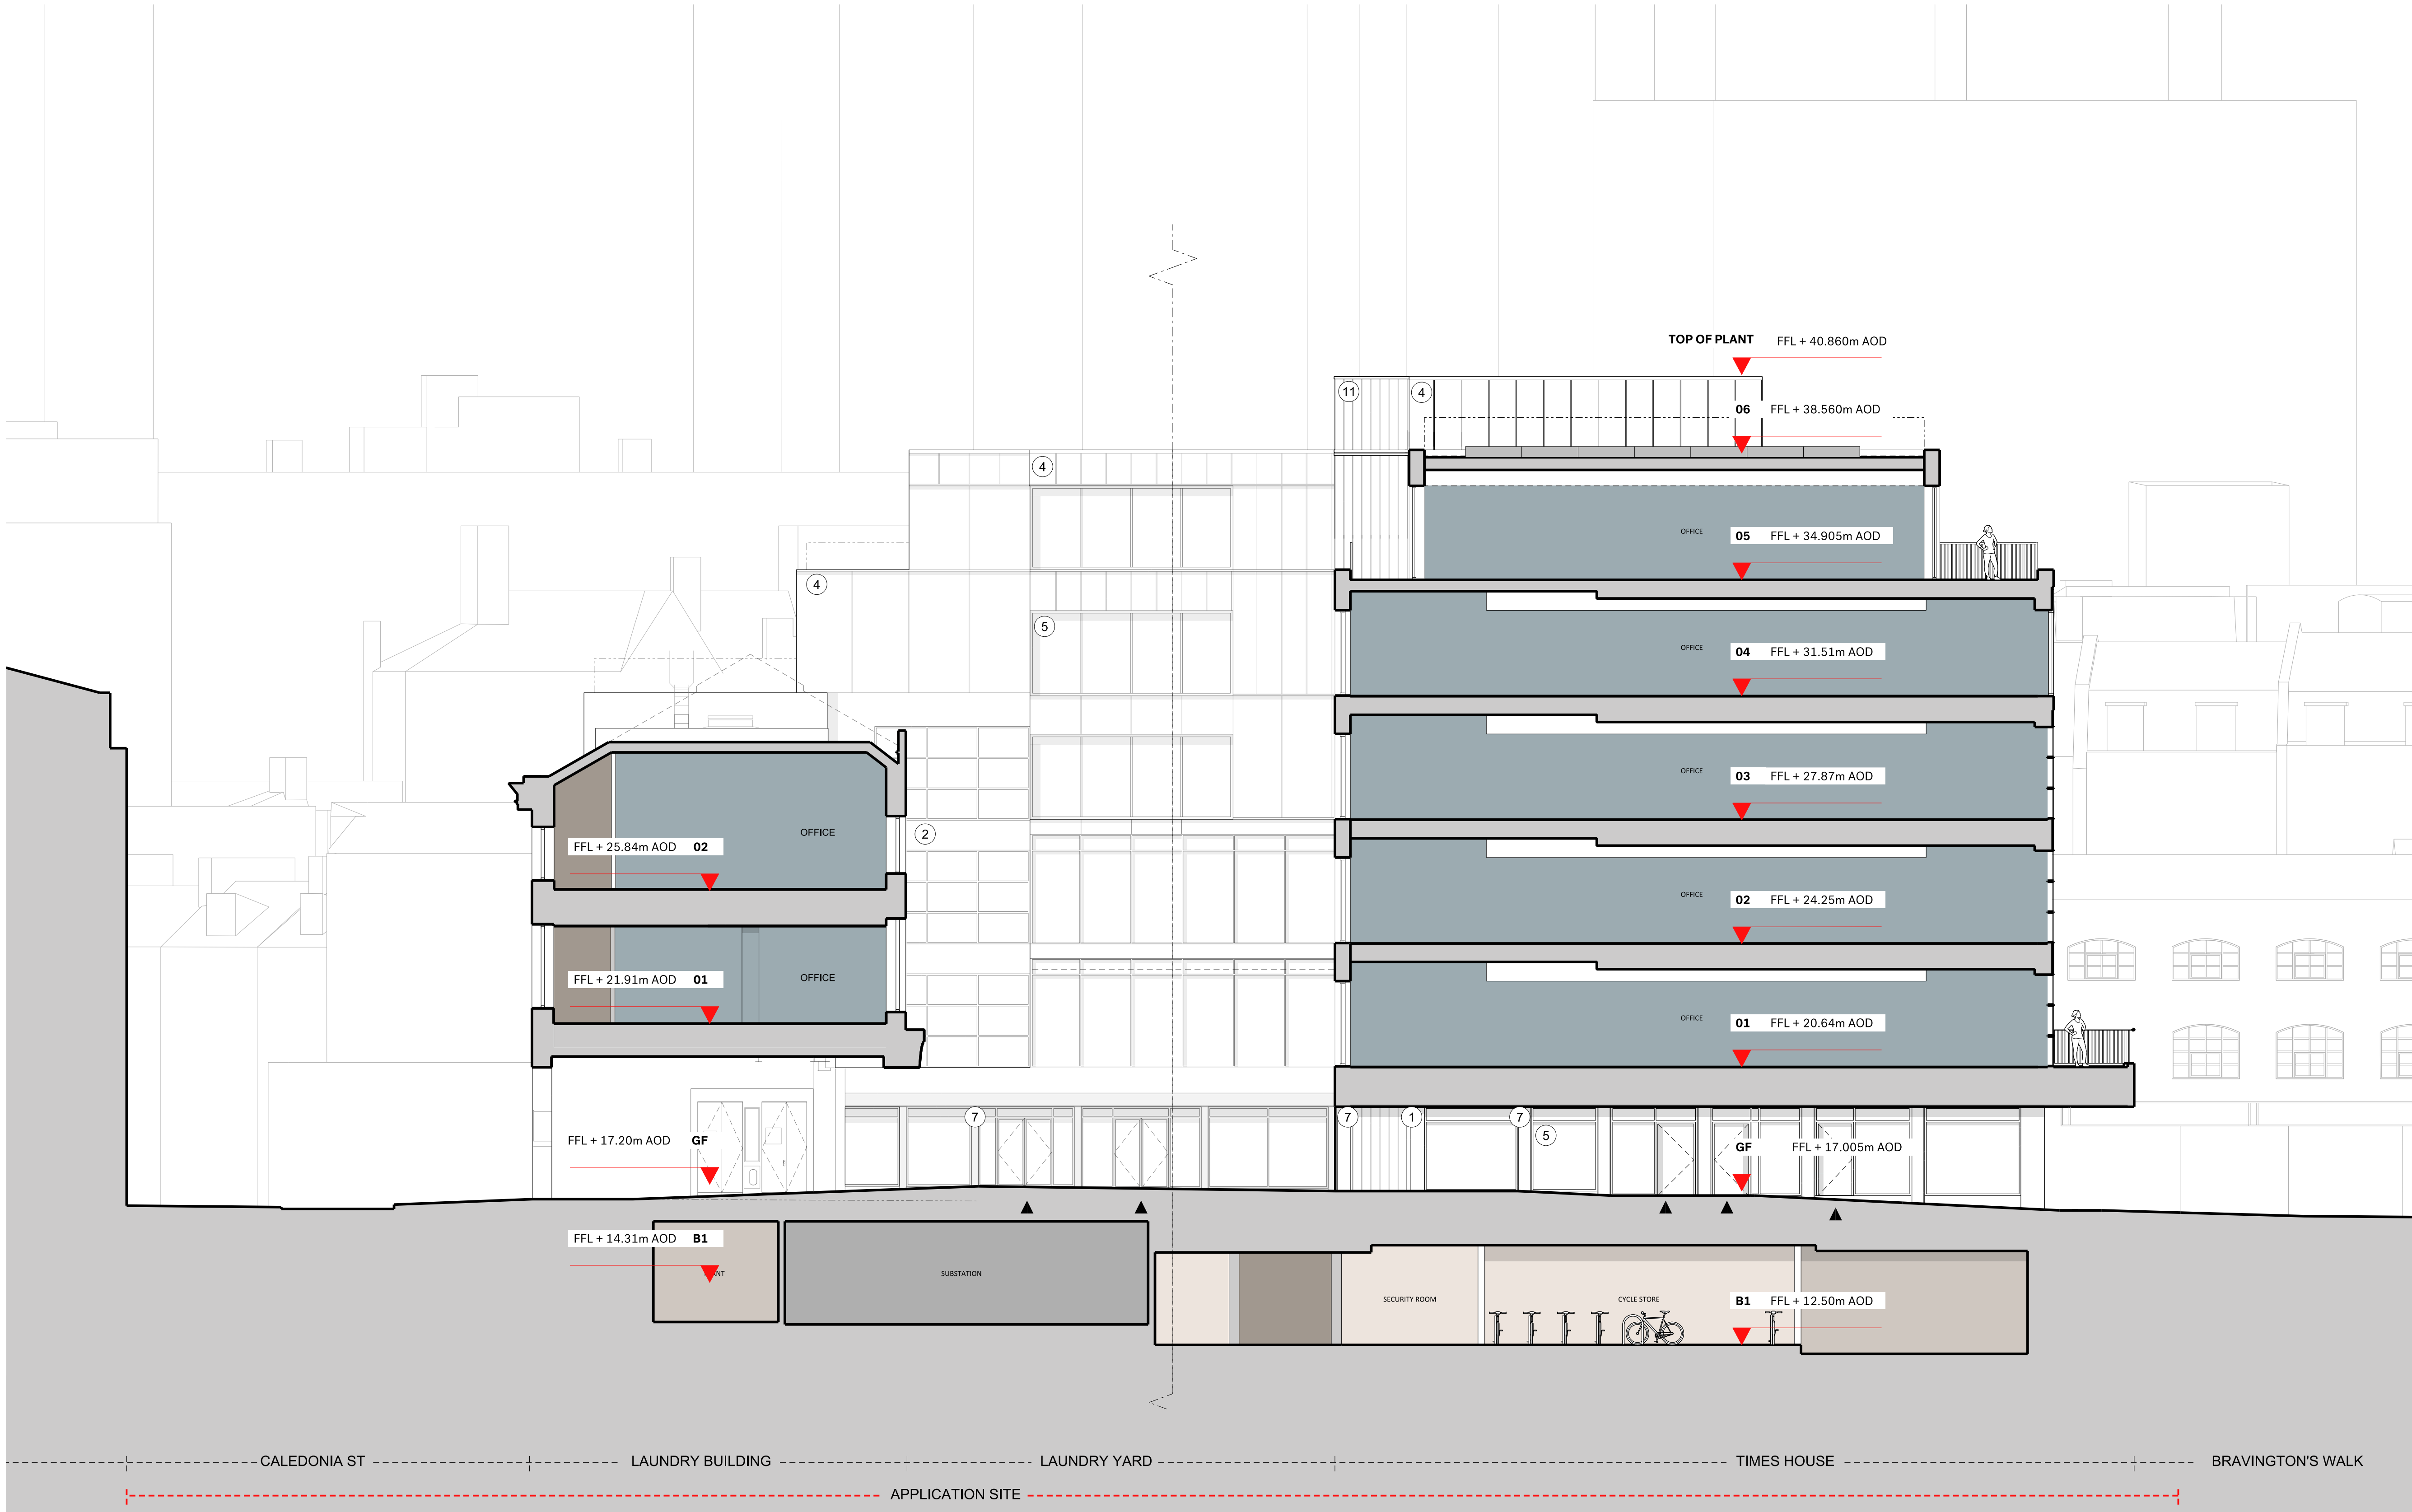 TOP OF PLANT FFL + 40.860m AOD
11
4
06 FFL + 38.560m AOD
4
OFFICE 05 FFL + 34.905m AOD
4
5
OFFICE 04 FFL + 31.51m AOD
OFFICE 03 FFL + 27.87m AOD
OFFICE
2
FFL + 25.84m AOD 02
OFFICE 02 FFL + 24.25m AOD
FFL + 21.91m AOD 01
OFFICE
OFFICE 01 FFL + 20.64m AOD
7
7
1
7
5
FFL + 17.20m AOD GF
GF FFL + 17.005m AOD
FFL + 14.31m AOD B1
SUBSTATION
SECURITY ROOM
CYCLE STORE
B1 FFL + 12.50m AOD
CALEDONIA ST LAUNDRY BUILDING LAUNDRY YARD TIMES HOUSE BRAVINGTON'S WALK
APPLICATION SITE